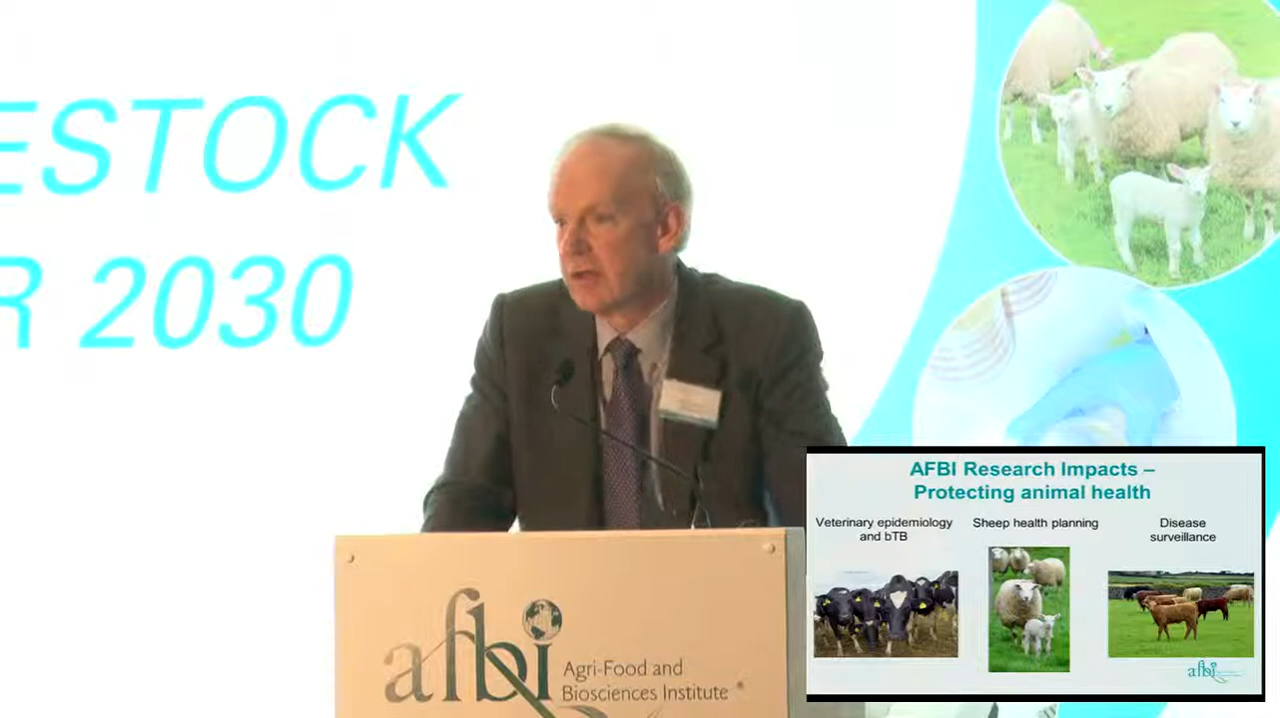 ESTOCK
R 2030
afbi
Agri-Food and
Biosciences Institute
AFBI Research Impacts –
Protecting animal health
Veterinary epidemiology
and bTB
Sheep health planning
Disease
surveillance
afbi